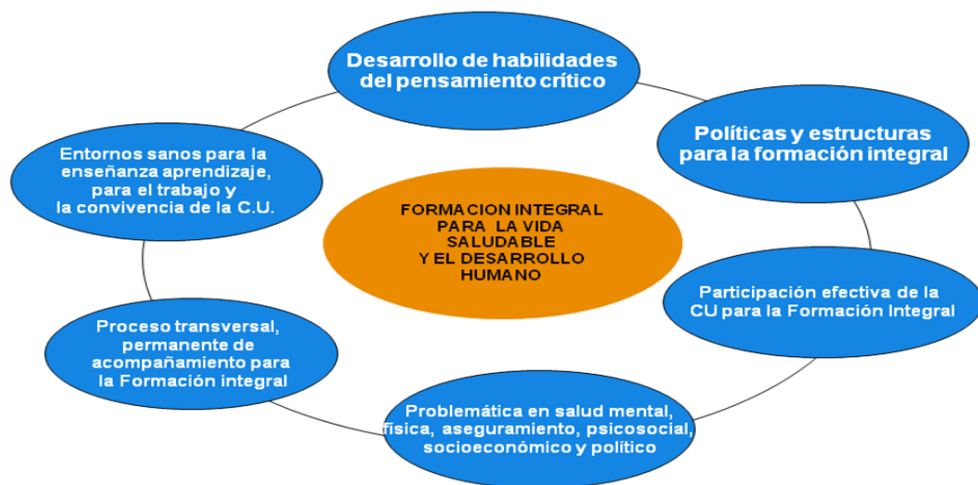 Desarrollo de habilidades
del pensamiento crítico
Políticas y estructuras
para la formación integral
Entornos sanos para la
enseñanza aprendizaje,
para el trabajo y
la convivencia de la C.U.
FORMACION INTEGRAL
PARA LA VIDA
SALUDABLE
Y EL DESARROLLO
HUMANO
Participación efectiva de la
CU para la Formación Integral
Proceso transversal,
permanente de
acompañamiento para
la Formación integral
Problemática en salud mental,
física, aseguramiento, psicosocial,
socioeconómico y político